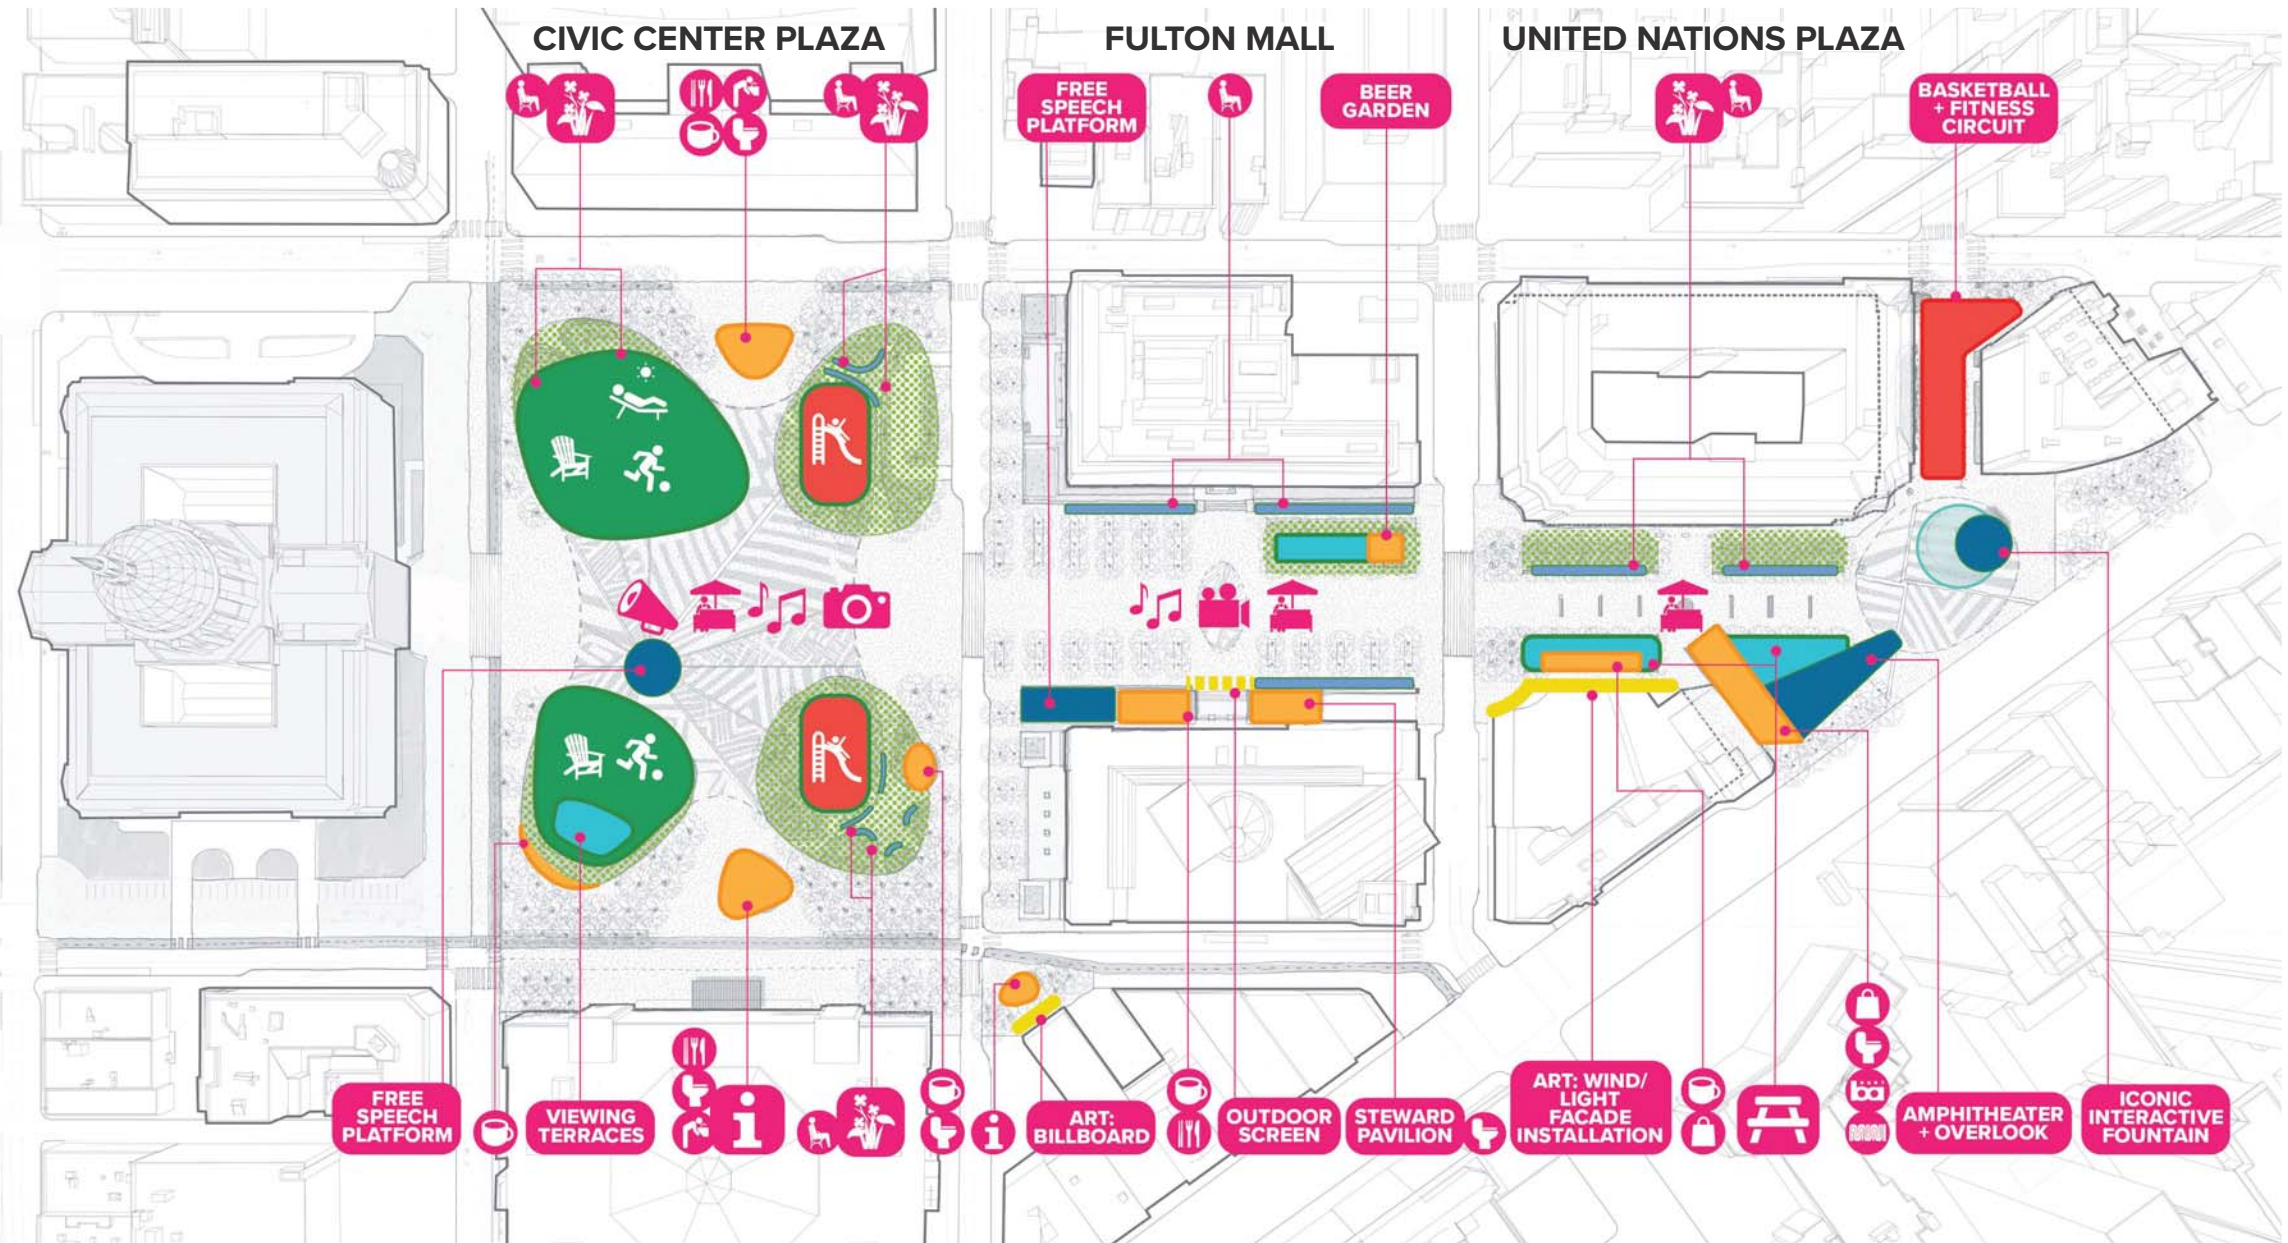 CIVIC CENTER PLAZA
FULTON MALL
UNITED NATIONS PLAZA
FREE
SPEECH
PLATFORM
BEER
GARDEN
BASKETBALL
+ FITNESS
CIRCUIT
FREE
SPEECH
PLATFORM
VIEWING
TERRACES
i
i
ART:
BILLBOARD
OUTDOOR
SCREEN
STEWARD
PAVILION
ART: WIND/
LIGHT
FACADE
INSTALLATION
AMPHITHEATER
+ OVERLOOK
ICONIC
INTERACTIVE
FOUNTAIN